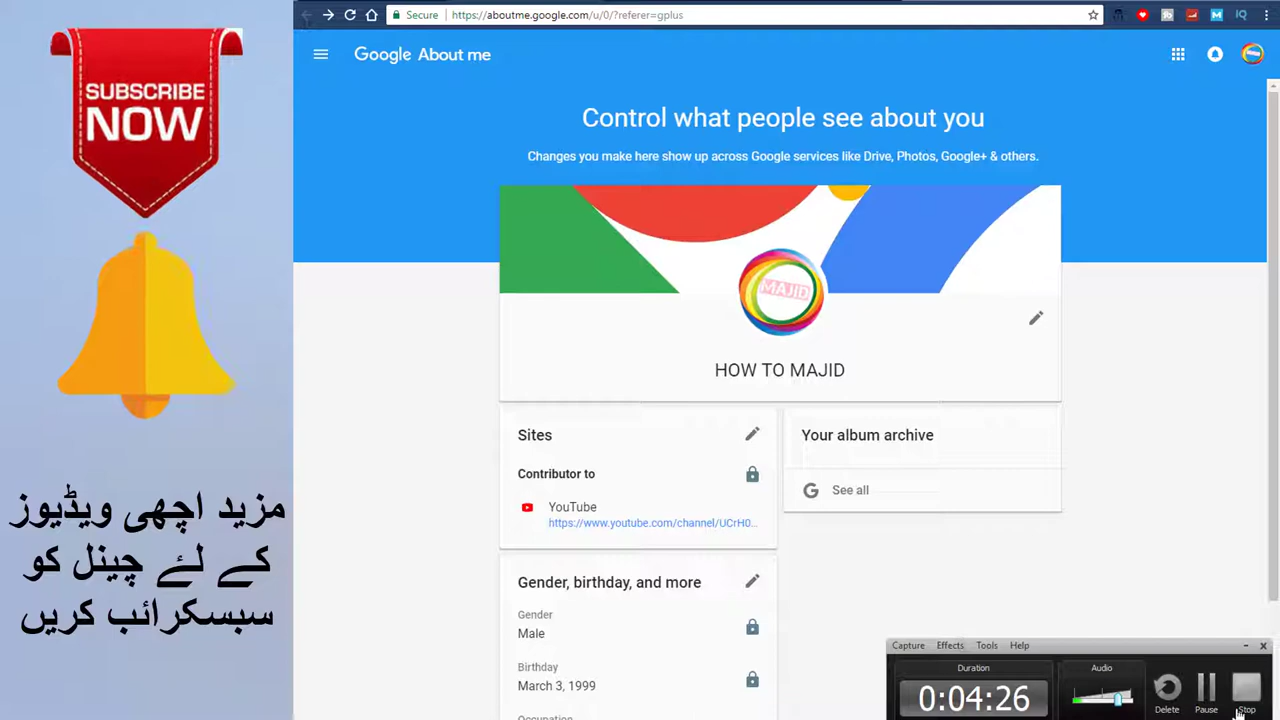 SUBSCRIBE
NOW
مزید اچھی ویڈیوز
کے لئے چینل کو
سبسکرائب کریں
Secure https://aboutme.google.com/u/0/?referer=gplus
Google About me
Control what people see about you
Changes you make here show up across Google services like Drive, Photos, Google+ & others.
MAJID
HOW TO MAJID
Sites
Contributor to
YouTube
https://www.youtube.com/channel/UCrH0...
Your album archive
G See all
Gender, birthday, and more
Gender
Male
Birthday
March 3, 1999
Occupation
Capture Effects Tools Help
Duration
0:04:26
Audio
Delete Pause Stop